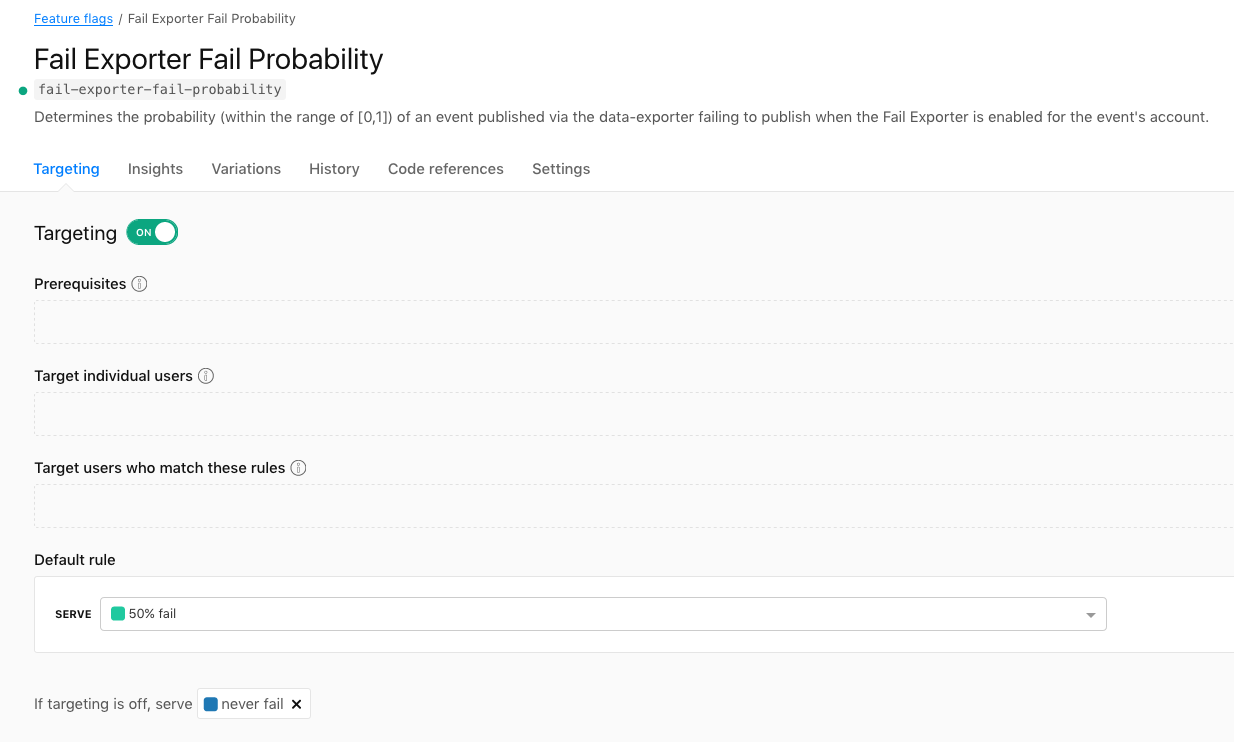 Feature flags / Fail Exporter Fail Probability
Fail Exporter Fail Probability
fail-exporter-fail-probability
Determines the probability (within the range of [0,1]) of an event published via the data-exporter failing to publish when the Fail Exporter is enabled for the event's account.
Targeting Insights Variations History Code references Settings
Targeting ON
Prerequisites
Target individual users
Target users who match these rules
Default rule
SERVE 50% fail
If targeting is off, serve never fail